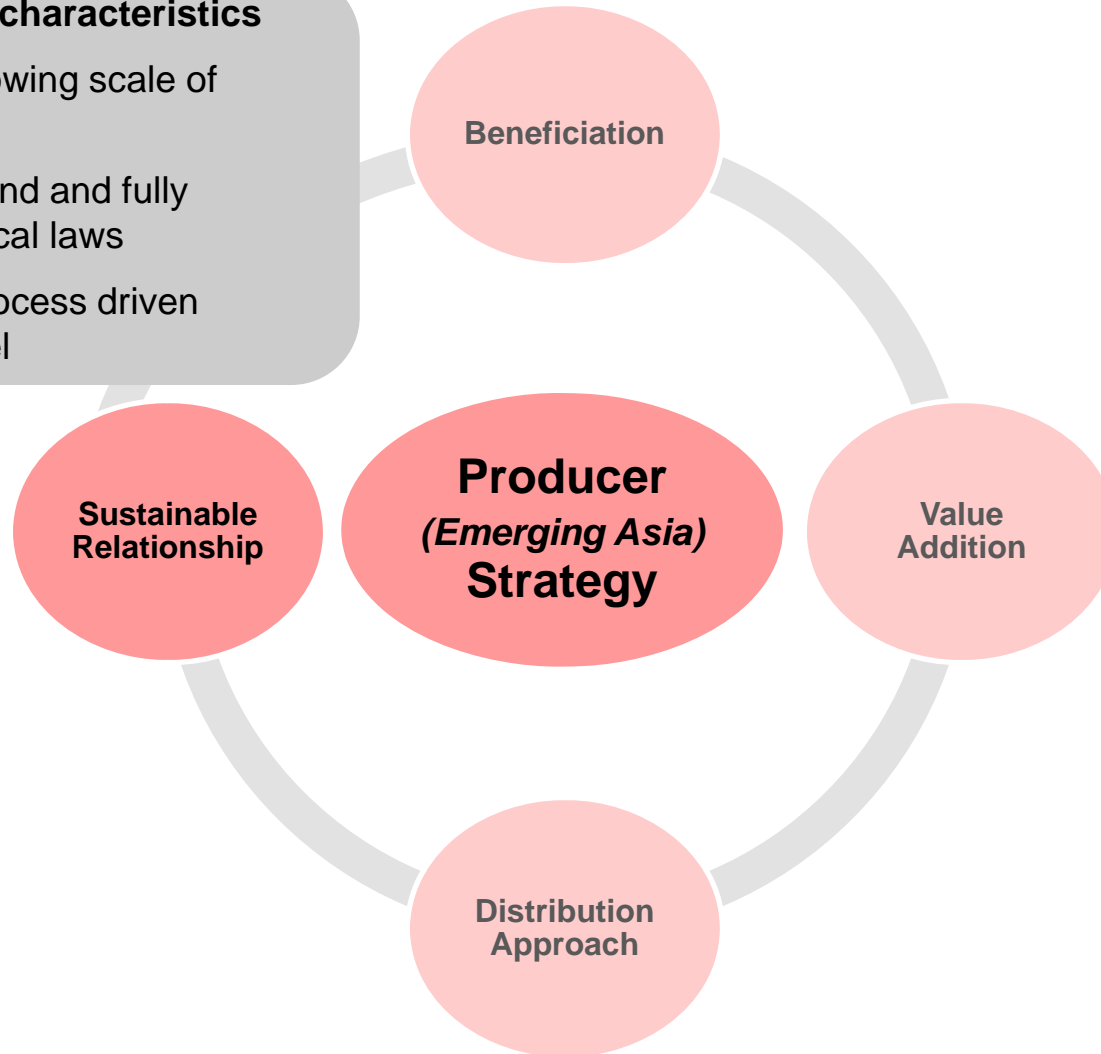 characteristics
owing scale of
nd and fully
cal laws
ocess driven
el
Beneficiation
Sustainable
Relationship
Producer
(Emerging Asia)
Strategy
Value
Addition
Distribution
Approach